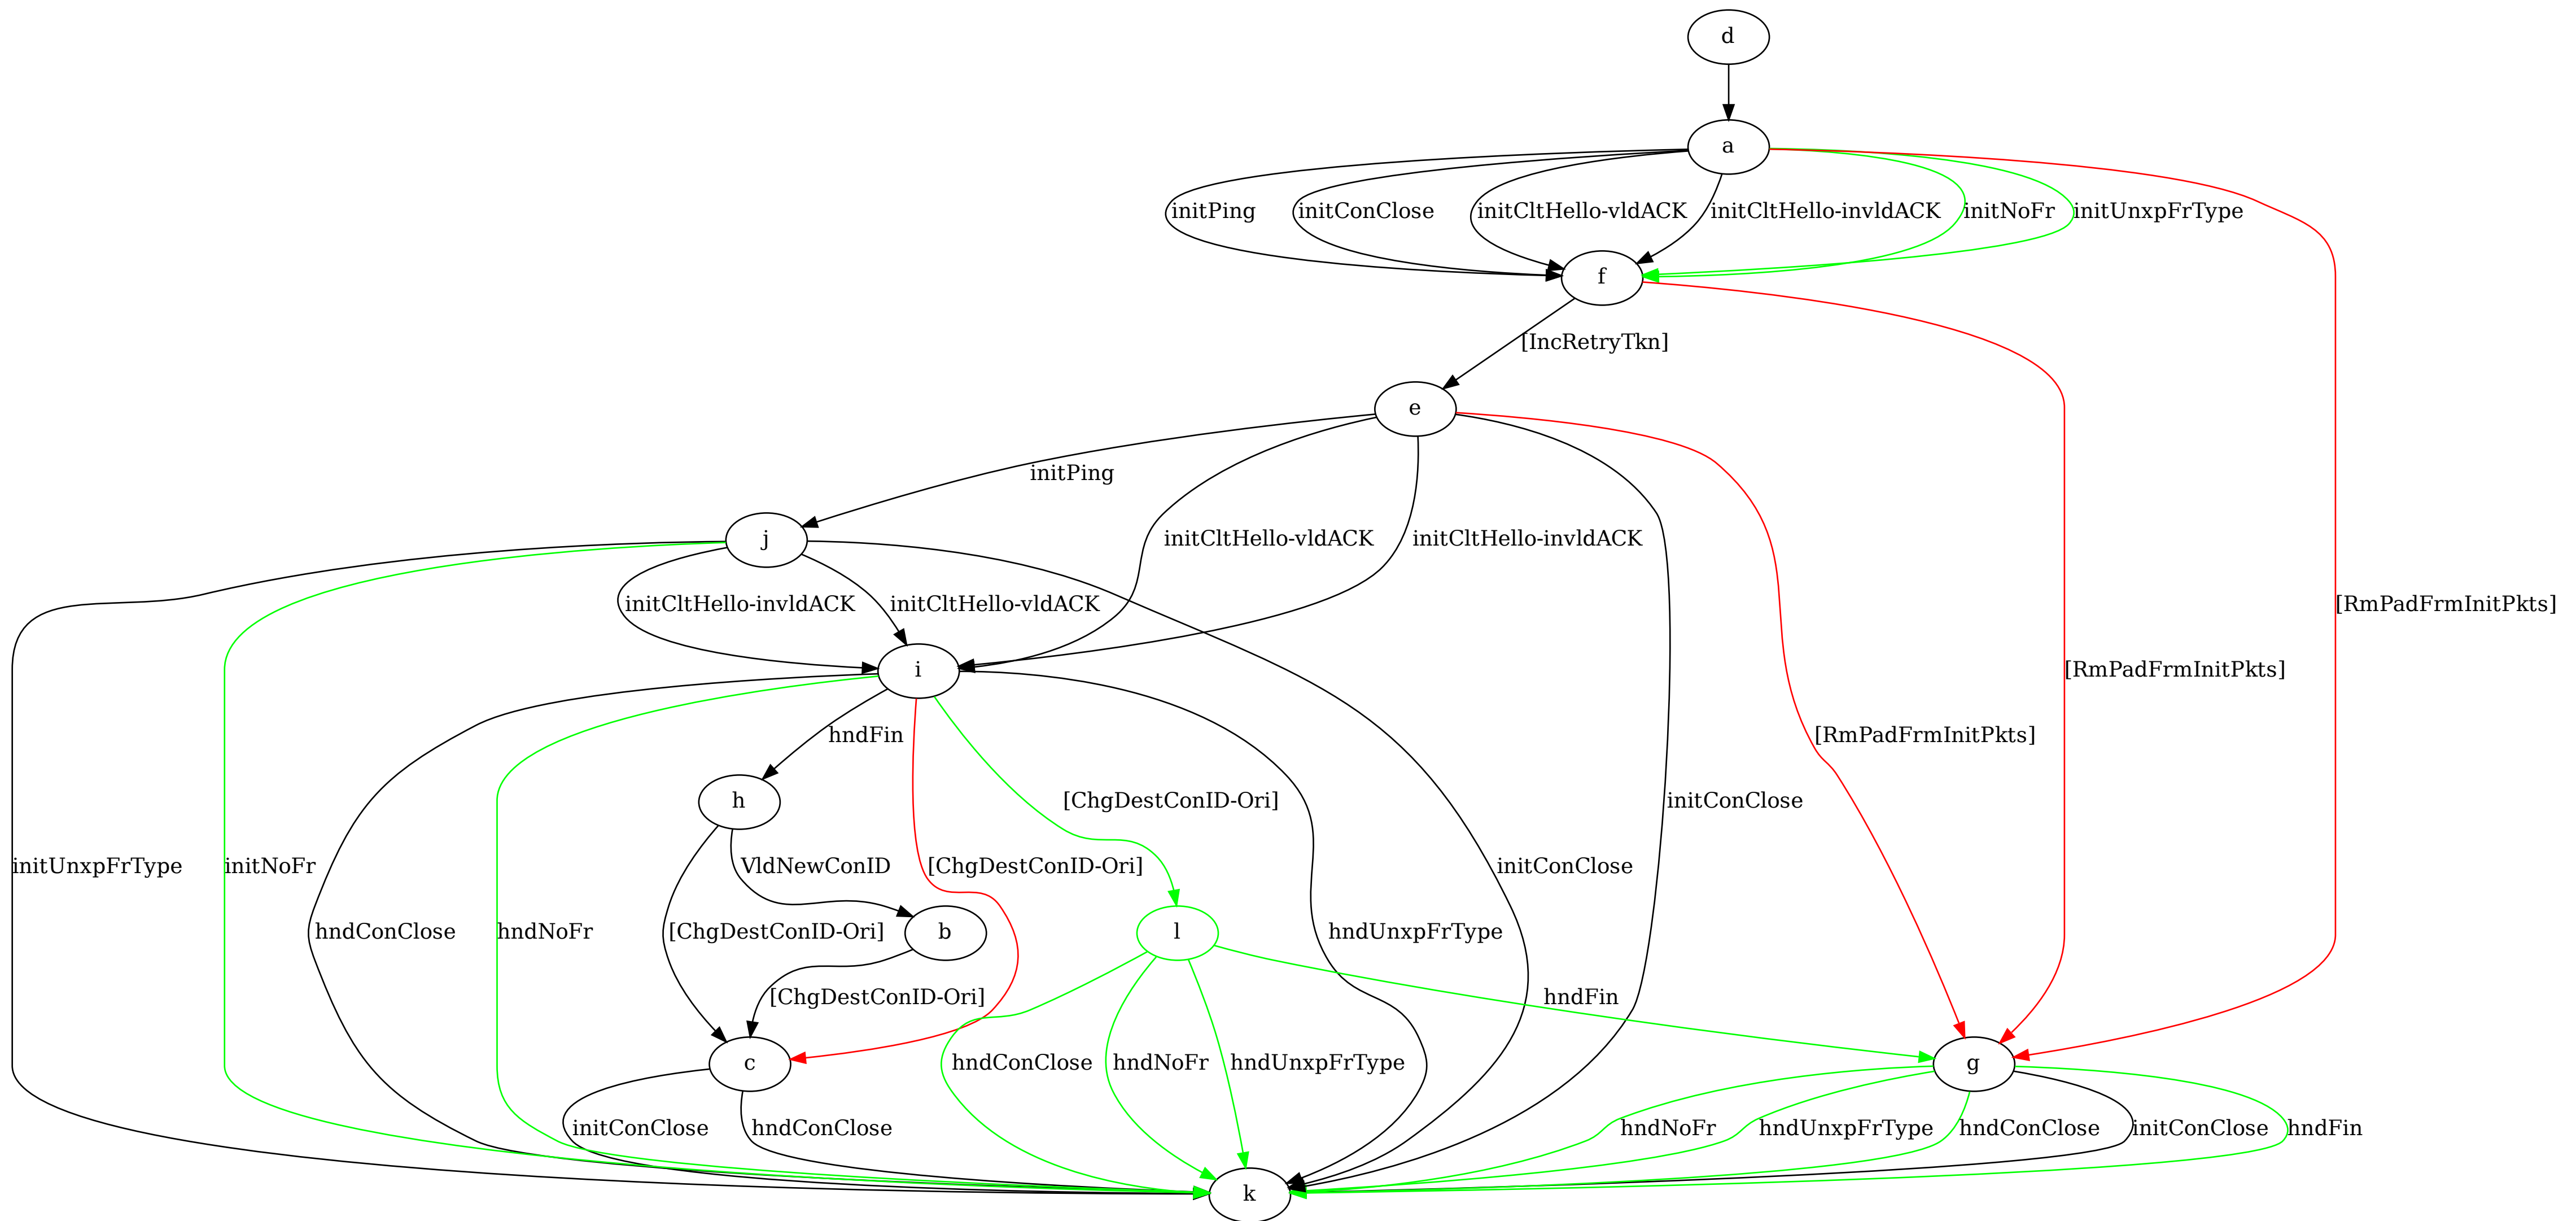 d
a
initPing
initConClose
initCltHello-vldACK
initCltHello-invldACK
initNoFr
initUnxpFrType
f
[IncRetryTkn]
e
initPing
j
initCltHello-vldACK
initCltHello-invldACK
initCltHello-invldACK
initCltHello-vldACK
[RmPadFrmInitPkts]
i
[RmPadFrmInitPkts]
hndFin
[RmPadFrmInitPkts]
h
[ChgDestConID-Ori]
initConClose
initUnxpFrType
initNoFr
VldNewConID
[ChgDestConID-Ori]
initConClose
hndConClose
hndNoFr
[ChgDestConID-Ori]
b
l
hndUnxpFrType
[ChgDestConID-Ori]
hndFin
c
hndConClose
hndNoFr
hndUnxpFrType
g
initConClose
hndConClose
hndNoFr
hndUnxpFrType
hndConClose
initConClose
hndFin
k